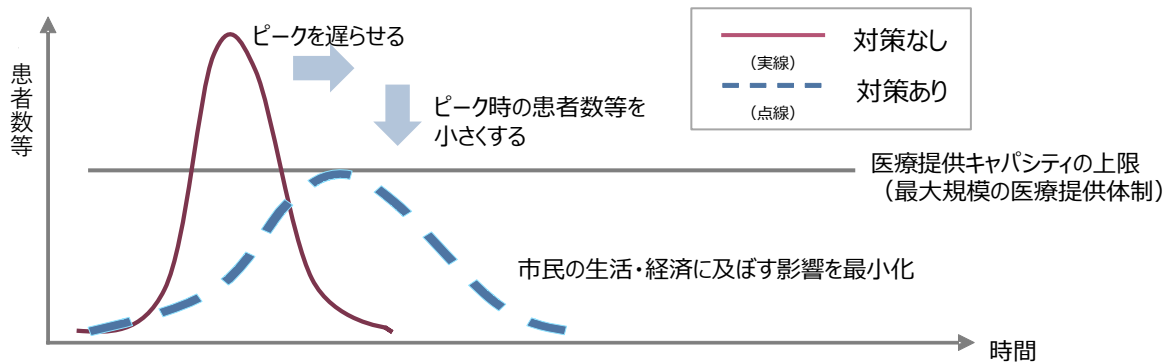 ピークを遅らせる
対策なし
（実線）
対策あり
（点線）
患者数等
ピーク時の患者数等を
小さくする
医療提供キャパシティの上限
（最大規模の医療提供体制）
市民の生活・経済に及ぼす影響を最小化
時間